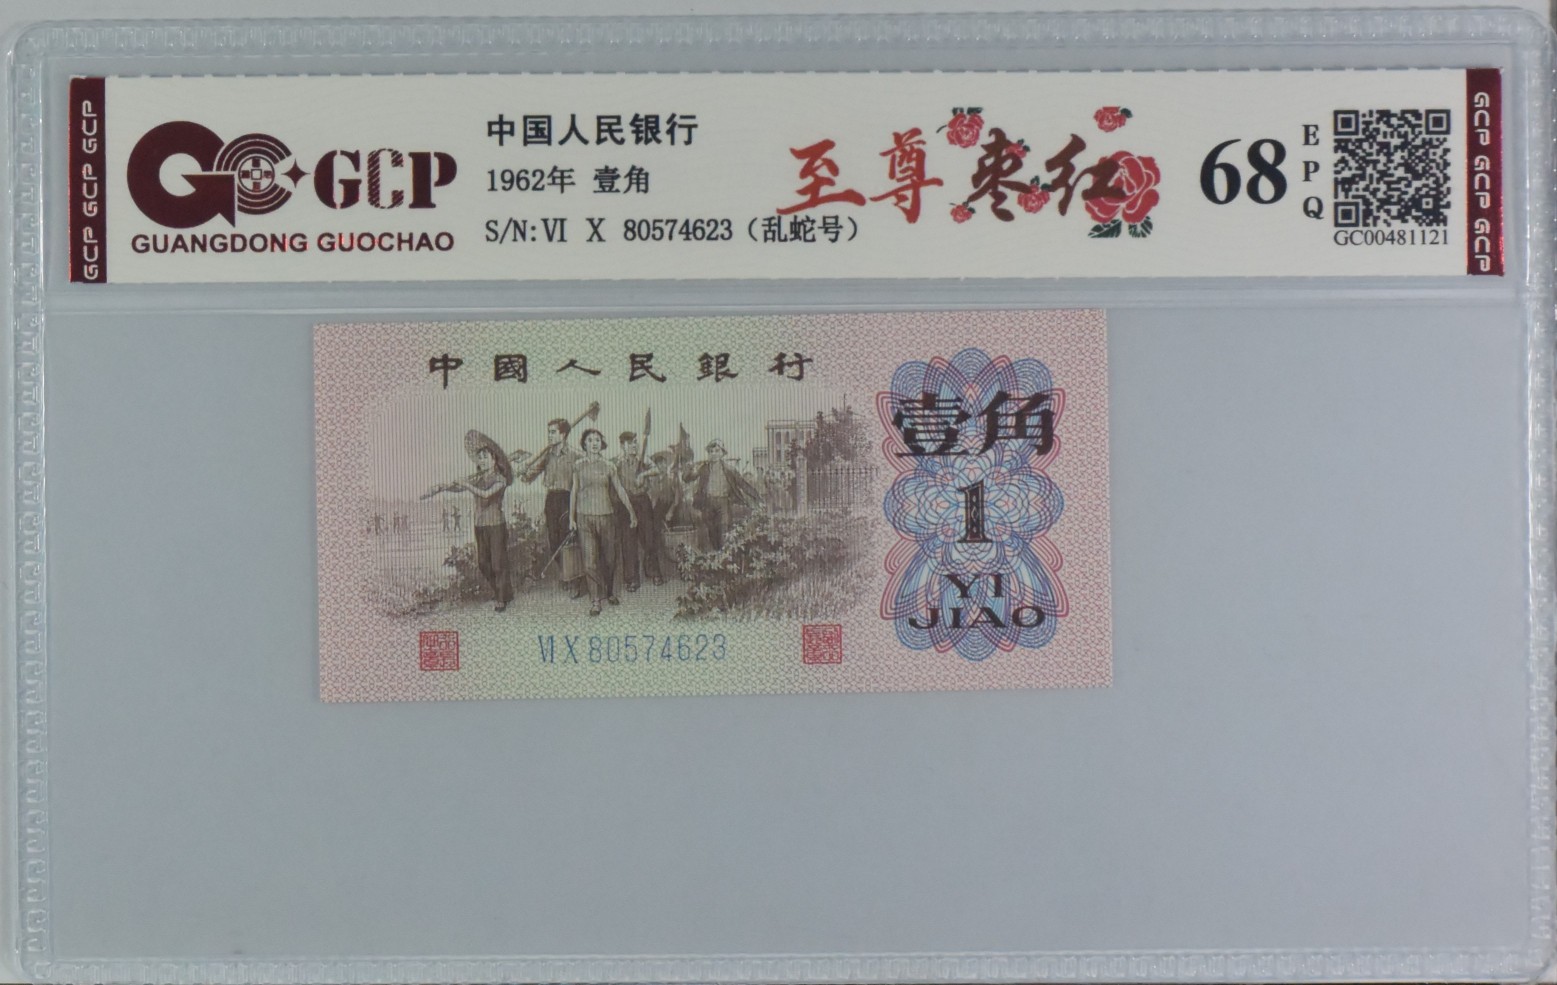 GCP GCP GCP
GCP
GUANGDONG GUOCHAO
中国人民银行
1962年 壹角
S/N: VI X 80574623（乱蛇号）
至尊枣红
68
EPQ
GC00481121
GCP GCP GCP
中國人民銀行
壹角
1
YI
JIAO
VI X 80574623